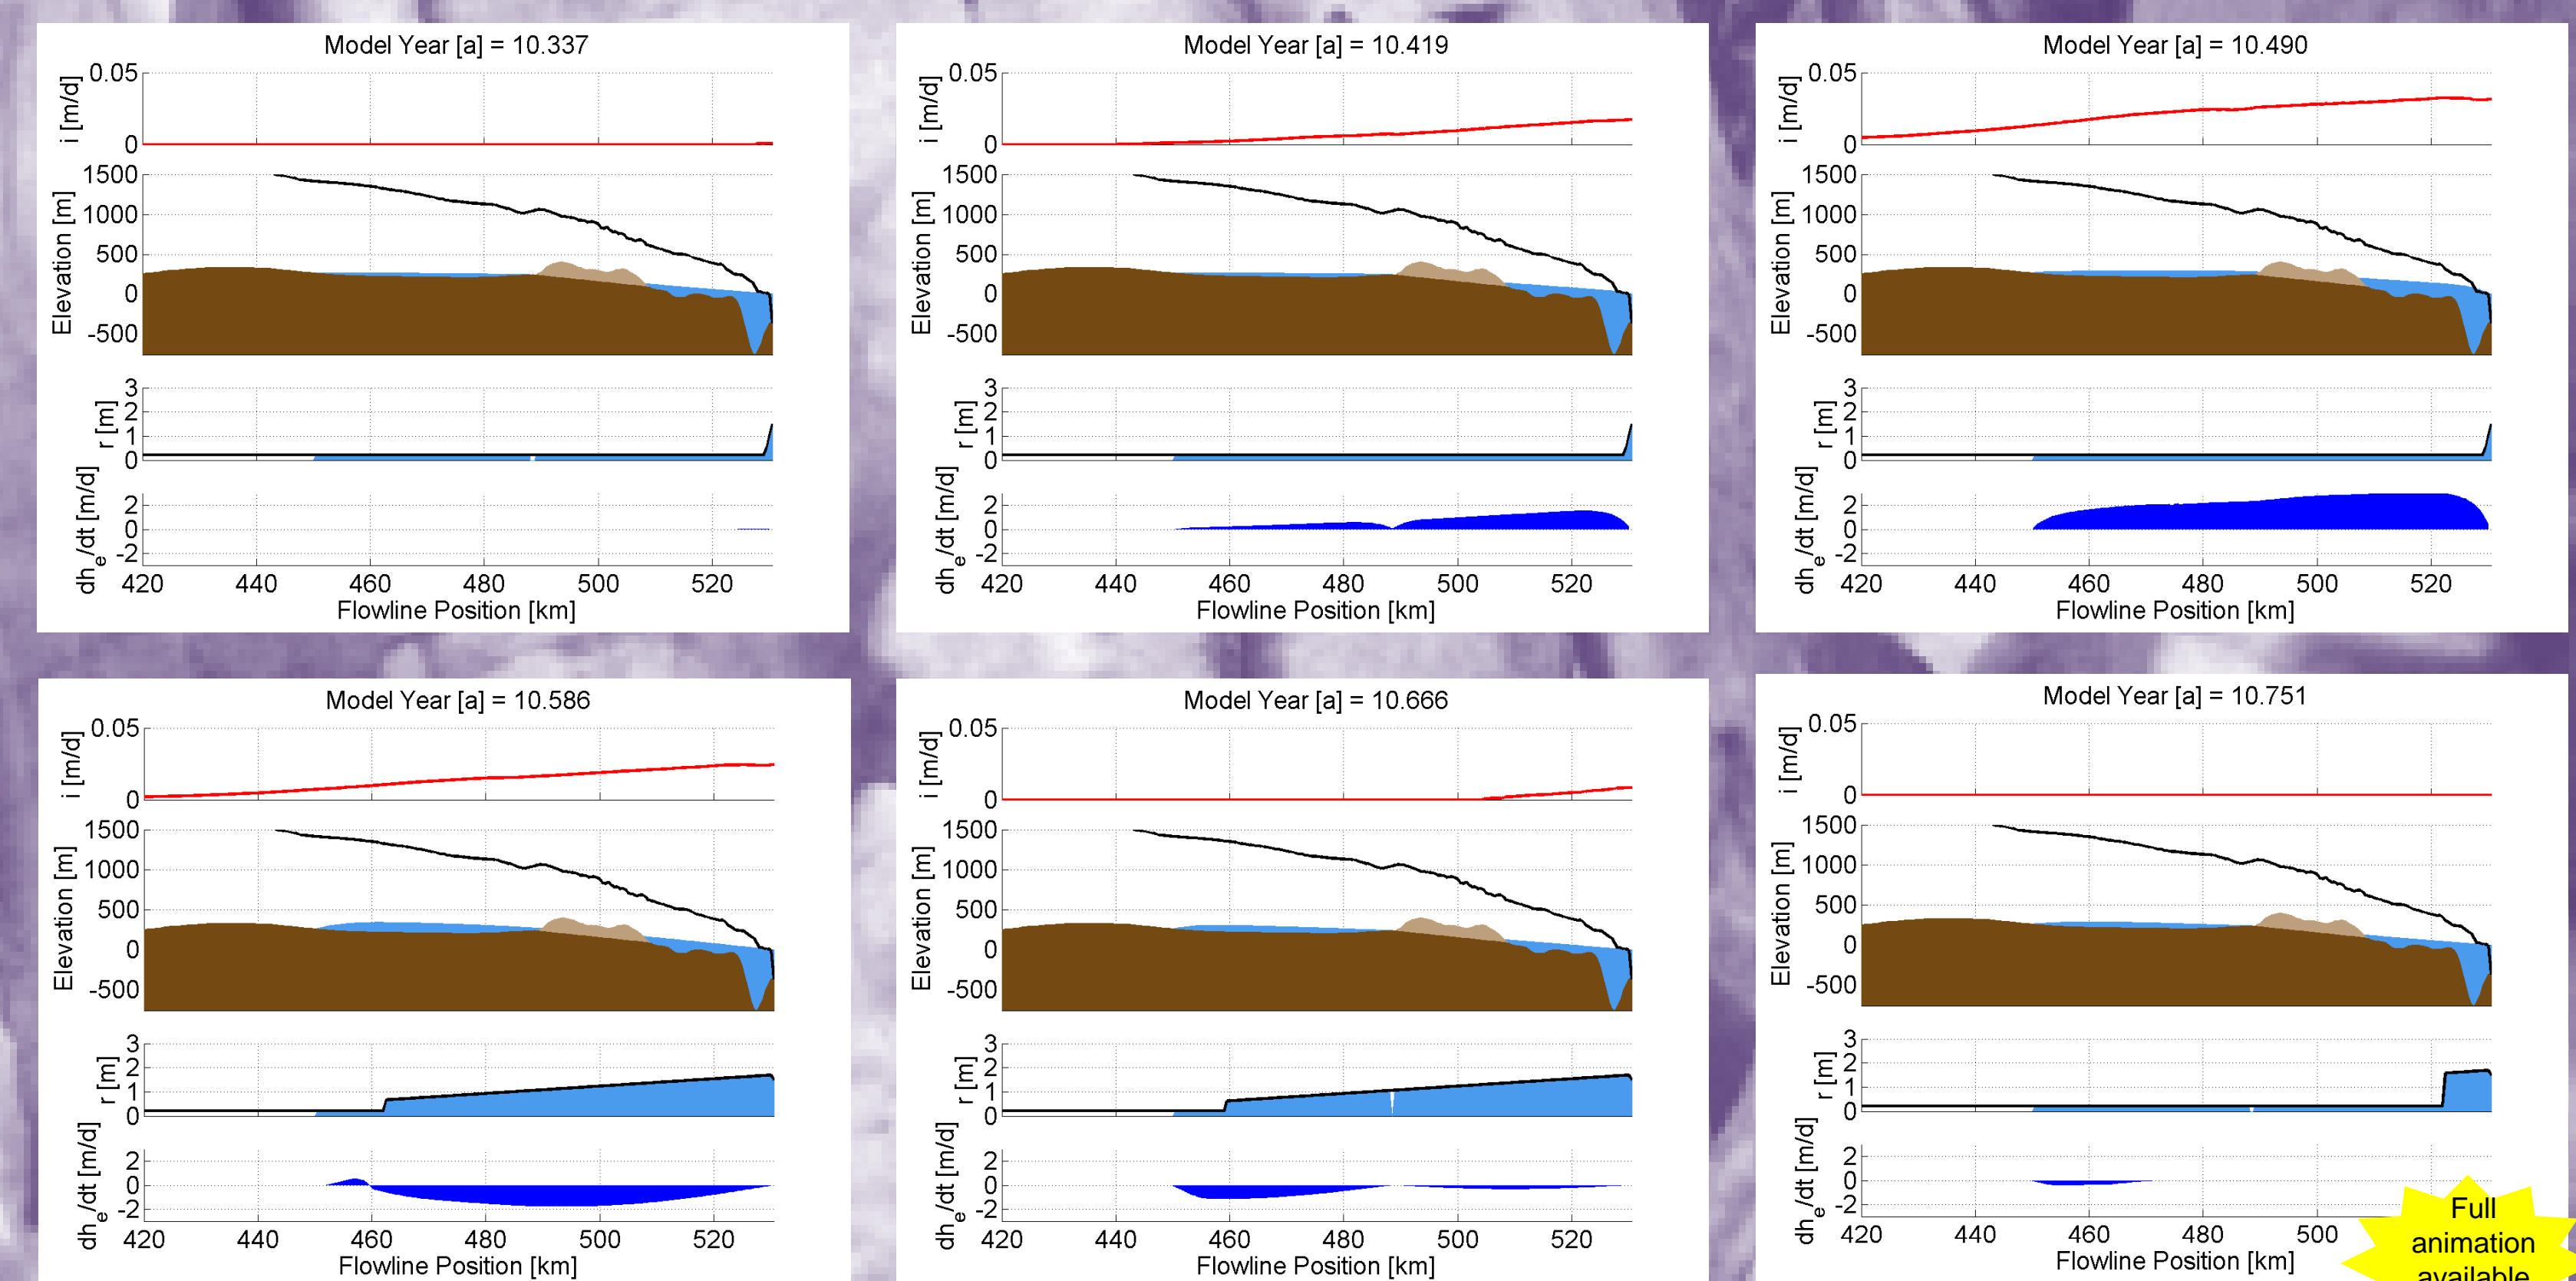 Model Year [a] = 10.337
0.05
0
i [m/d]
1500
1000
500
0
-500
Elevation [m]
3
2
1
0
r [m]
2
0
-2
dhe/dt [m/d]
420 440 460 480 500 520
Flowline Position [km]
Model Year [a] = 10.419
0.05
0
i [m/d]
1500
1000
500
0
-500
Elevation [m]
3
2
1
0
r [m]
2
0
-2
dhe/dt [m/d]
420 440 460 480 500 520
Flowline Position [km]
Model Year [a] = 10.490
0.05
0
i [m/d]
1500
1000
500
0
-500
Elevation [m]
3
2
1
0
r [m]
2
0
-2
dhe/dt [m/d]
420 440 460 480 500 520
Flowline Position [km]
Model Year [a] = 10.586
0.05
0
i [m/d]
1500
1000
500
0
-500
Elevation [m]
3
2
1
0
r [m]
2
0
-2
dhe/dt [m/d]
420 440 460 480 500 520
Flowline Position [km]
Model Year [a] = 10.666
0.05
0
i [m/d]
1500
1000
500
0
-500
Elevation [m]
3
2
1
0
r [m]
2
0
-2
dhe/dt [m/d]
420 440 460 480 500 520
Flowline Position [km]
Model Year [a] = 10.751
0.05
0
i [m/d]
1500
1000
500
0
-500
Elevation [m]
3
2
1
0
r [m]
2
0
-2
dhe/dt [m/d]
420 440 460 480 500
Flowline Position [km]
Full
animation
available